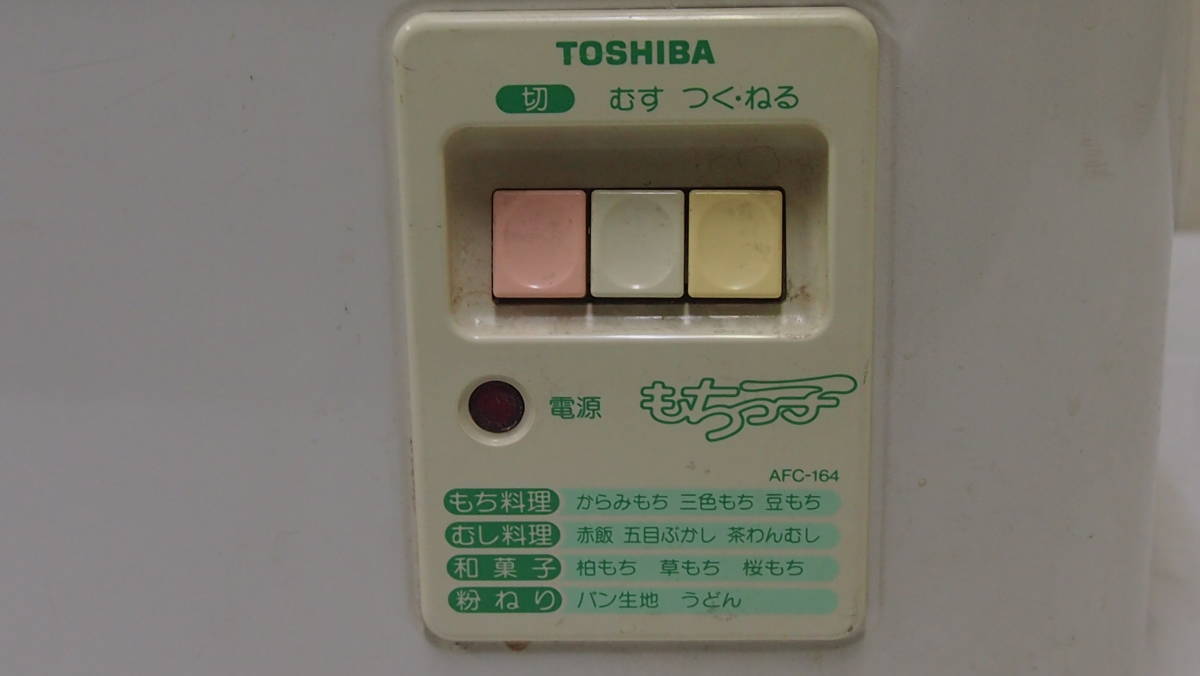 TOSHIBA
切 むす つく・ねる
電源 もちっ子
AFC-164
もち料理 からみもち 三色もち 豆もち
むし料理 赤飯 五目ぶかし 茶わんむし
和菓子 柏もち 草もち 桜もち
粉ねり パン生地 うどん